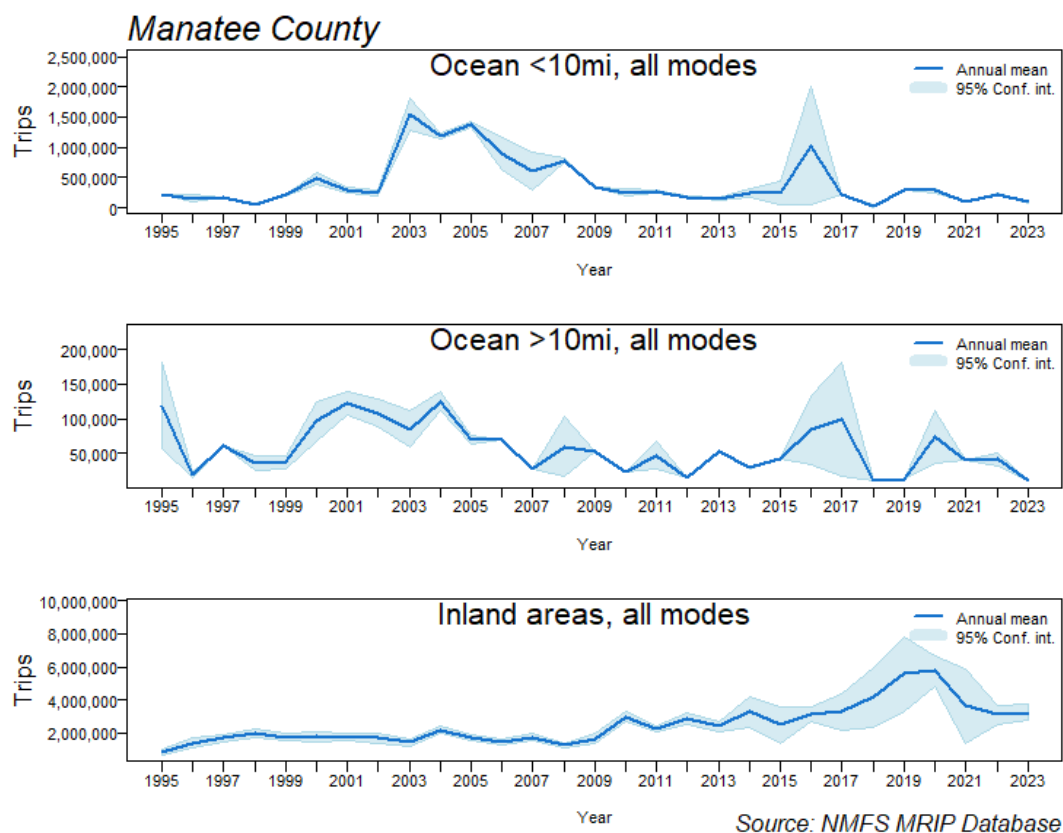 Manatee County
Ocean <10mi, all modes
Annual mean
95% Conf. int.
Trips
2,500,000
2,000,000
1,500,000
1,000,000
500,000
0
1995 1997 1999 2001 2003 2005 2007 2009 2011 2013 2015 2017 2019 2021 2023
Year
Ocean >10mi, all modes
Annual mean
95% Conf. int.
Trips
200,000
150,000
100,000
50,000
1995 1997 1999 2001 2003 2005 2007 2009 2011 2013 2015 2017 2019 2021 2023
Year
Inland areas, all modes
Annual mean
95% Conf. int.
Trips
10,000,000
8,000,000
6,000,000
4,000,000
2,000,000
1995 1997 1999 2001 2003 2005 2007 2009 2011 2013 2015 2017 2019 2021 2023
Year
Source: NMFS MRIP Database